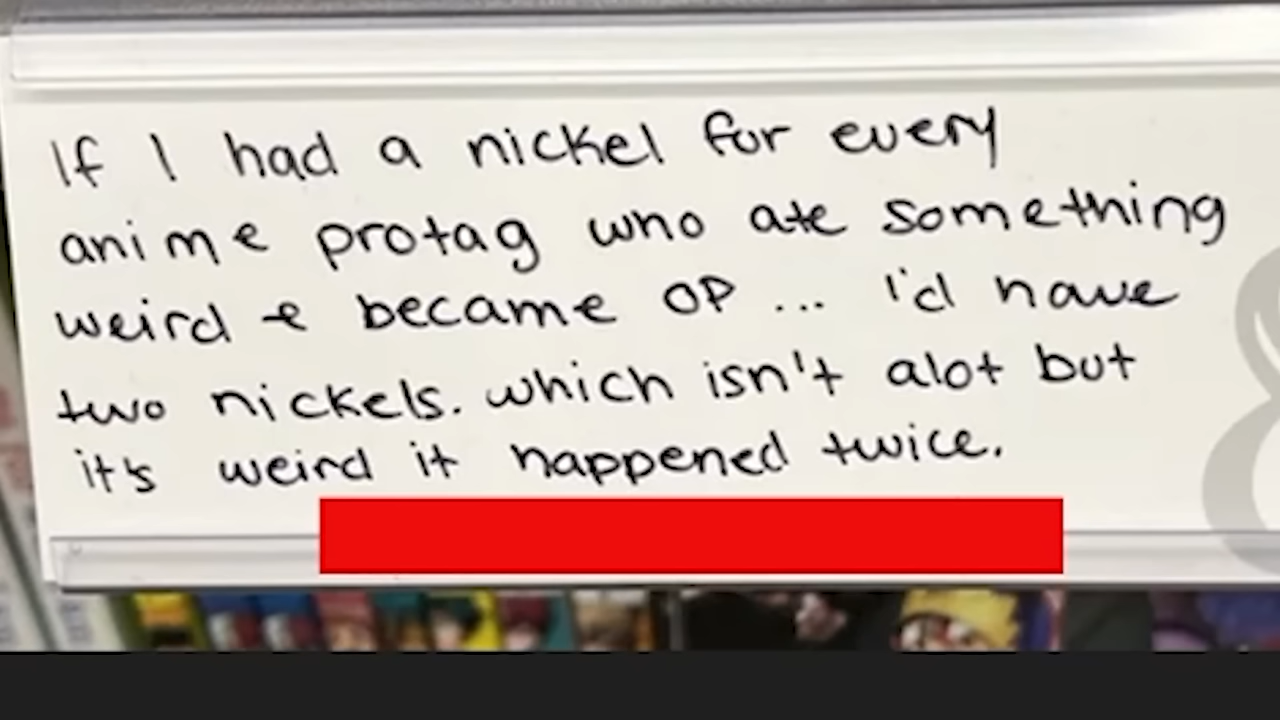 If I had a nickel for every
anime protag who ate something
weird & became OP... I'd have
two nickels. which isn't alot but
it's weird it happened twice.